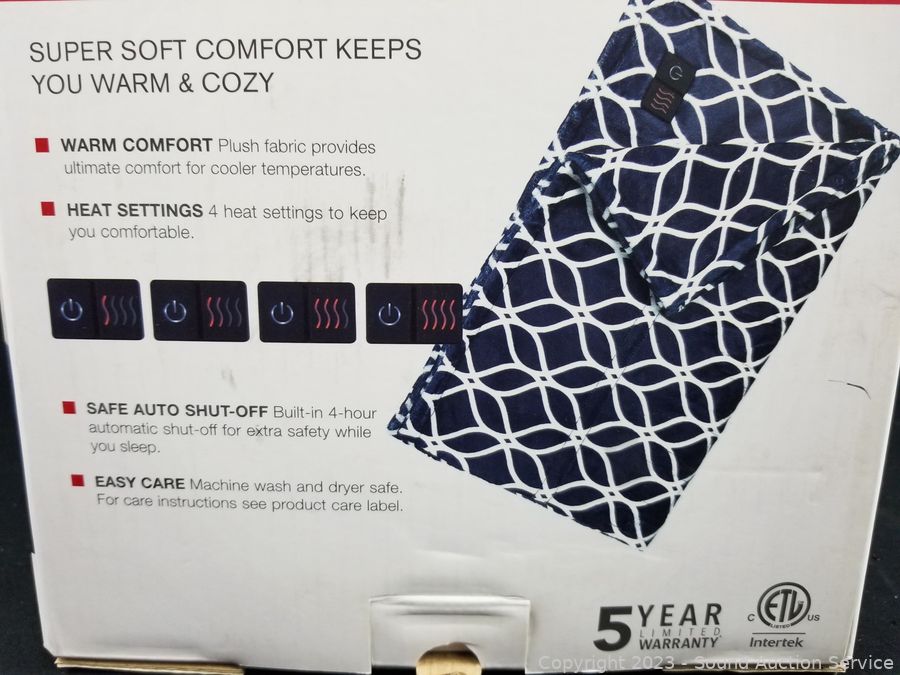 SUPER SOFT COMFORT KEEPS
YOU WARM & COZY
WARM COMFORT Plush fabric provides
ultimate comfort for cooler temperatures.
HEAT SETTINGS 4 heat settings to keep
you comfortable.
SAFE AUTO SHUT-OFF Built-in 4-hour
automatic shut-off for extra safety while
you sleep.
EASY CARE Machine wash and dryer safe.
For care instructions see product care label.
5 YEAR
LIMITED
WARRANTY
C ETL US
LISTED
Intertek
Copyright 2023 - Sound Auction Service